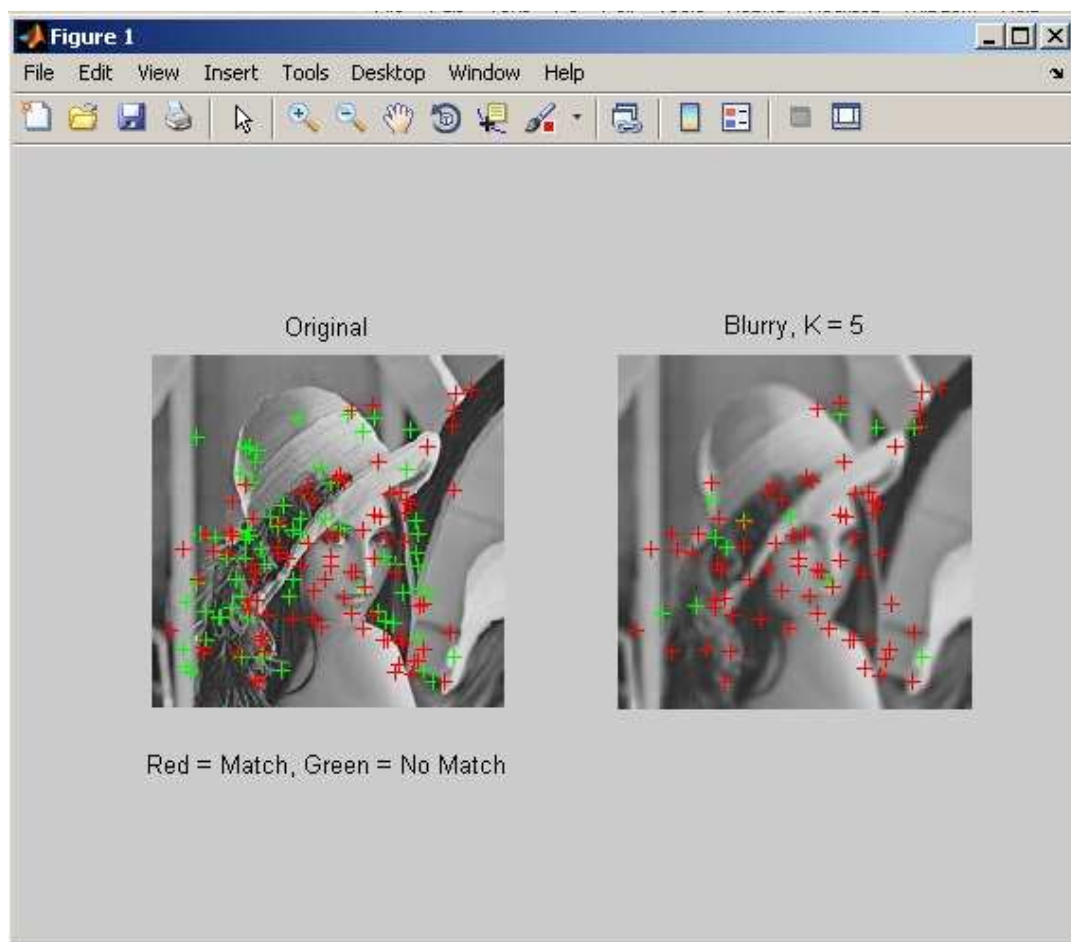 Figure 1
File Edit View Insert Tools Desktop Window Help
Original
Blurry, K = 5
Red = Match, Green = No Match